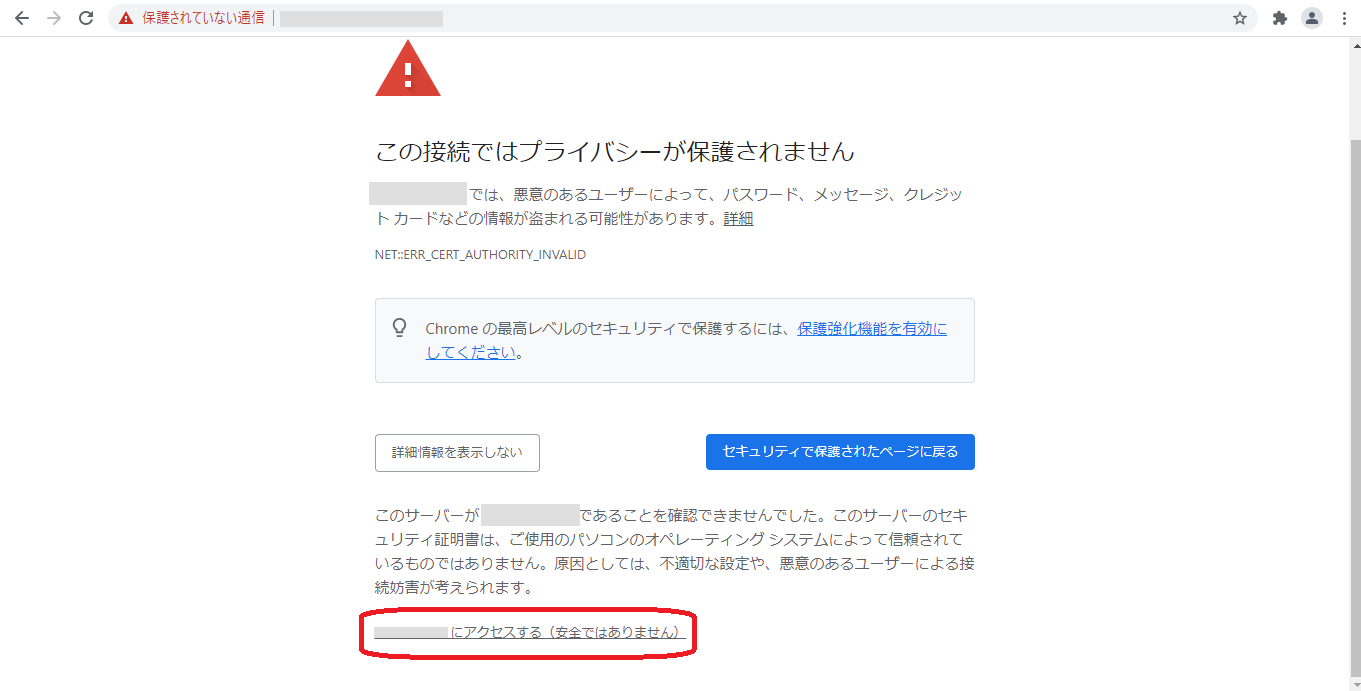 保護されていない通信
この接続ではプライバシーが保護されません
では、悪意のあるユーザーによって、パスワード、メッセージ、クレジッ
ト カードなどの情報が盗まれる可能性があります。詳細
NET::ERR_CERT_AUTHORITY_INVALID
Chrome の最高レベルのセキュリティで保護するには、保護強化機能を有効に
してください。
詳細情報を表示しない
セキュリティで保護されたページに戻る
このサーバーが であることを確認できませんでした。このサーバーのセキ
ュリティ証明書は、ご使用のパソコンのオペレーティング システムによって信頼されて
いるものではありません。原因としては、不適切な設定や、悪意のあるユーザーによる接
続妨害が考えられます。
にアクセスする（安全ではありません）